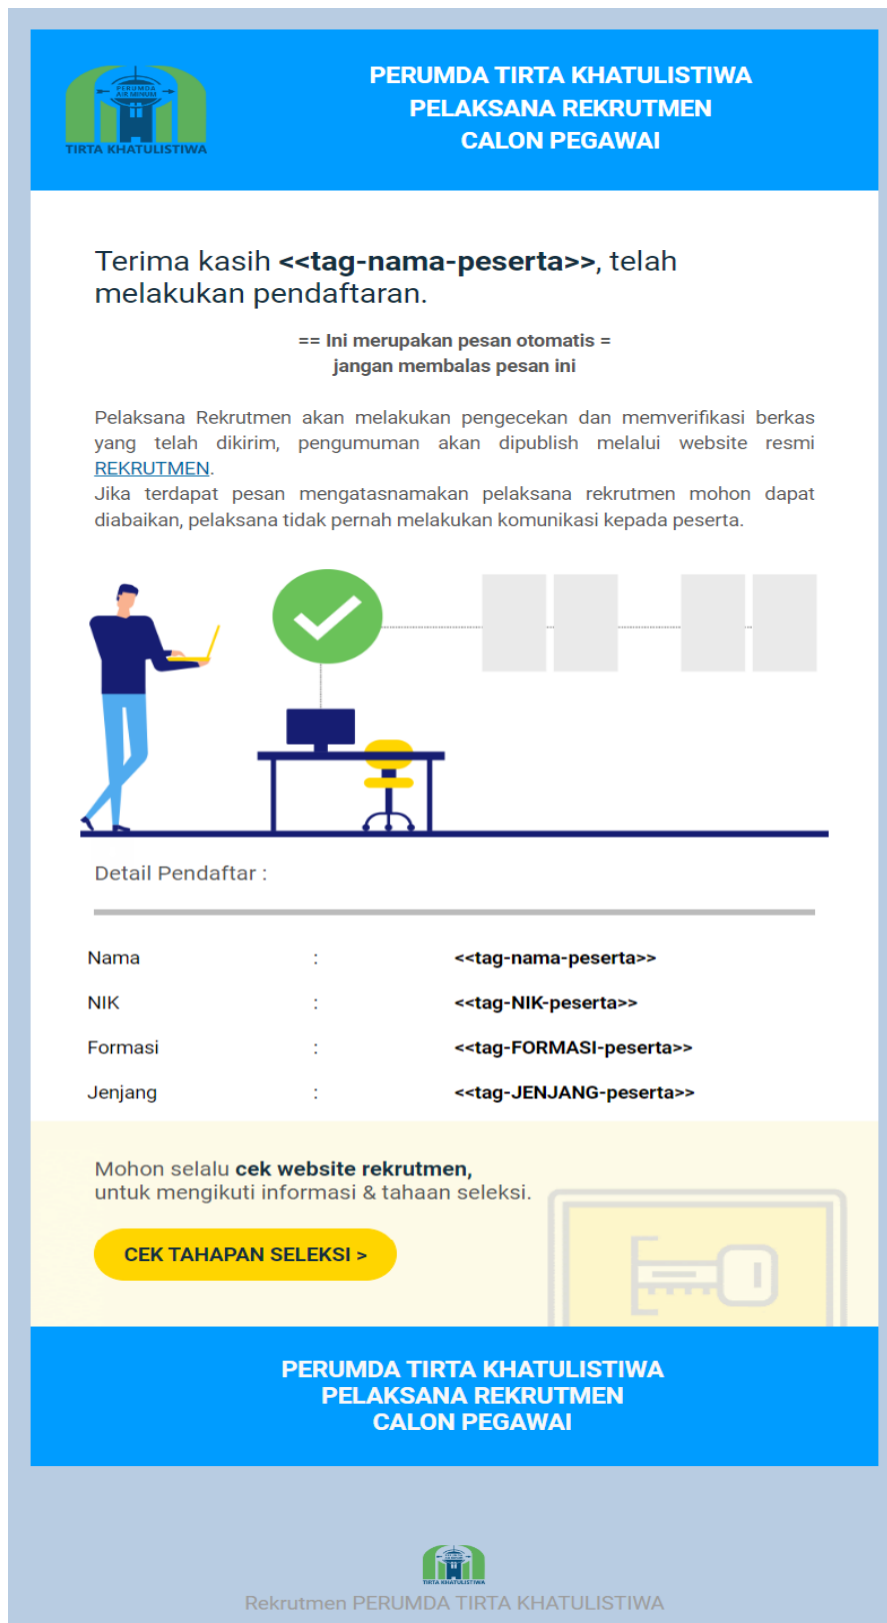 PERUMDA
AIR MINUM
TIRTA KHATULISTIWA
PERUMDA TIRTA KHATULISTIWA
PELAKSANA REKRUTMEN
CALON PEGAWAI
Terima kasih <<tag-nama-peserta>>, telah
melakukan pendaftaran.
== Ini merupakan pesan otomatis =
jangan membalas pesan ini
Pelaksana Rekrutmen akan melakukan pengecekan dan memverifikasi berkas
yang telah dikirim, pengumuman akan dipublish melalui website resmi
REKRUTMEN.
Jika terdapat pesan mengatasnamakan pelaksana rekrutmen mohon dapat
diabaikan, pelaksana tidak pernah melakukan komunikasi kepada peserta.
Detail Pendaftar :
Nama : <<tag-nama-peserta>>
NIK : <<tag-NIK-peserta>>
Formasi : <<tag-FORMASI-peserta>>
Jenjang : <<tag-JENJANG-peserta>>
Mohon selalu cek website rekrutmen,
untuk mengikuti informasi & tahaan seleksi.
CEK TAHAPAN SELEKSI >
PERUMDA TIRTA KHATULISTIWA
PELAKSANA REKRUTMEN
CALON PEGAWAI
TIRTA KHATULISTIWA
Rekrutmen PERUMDA TIRTA KHATULISTIWA